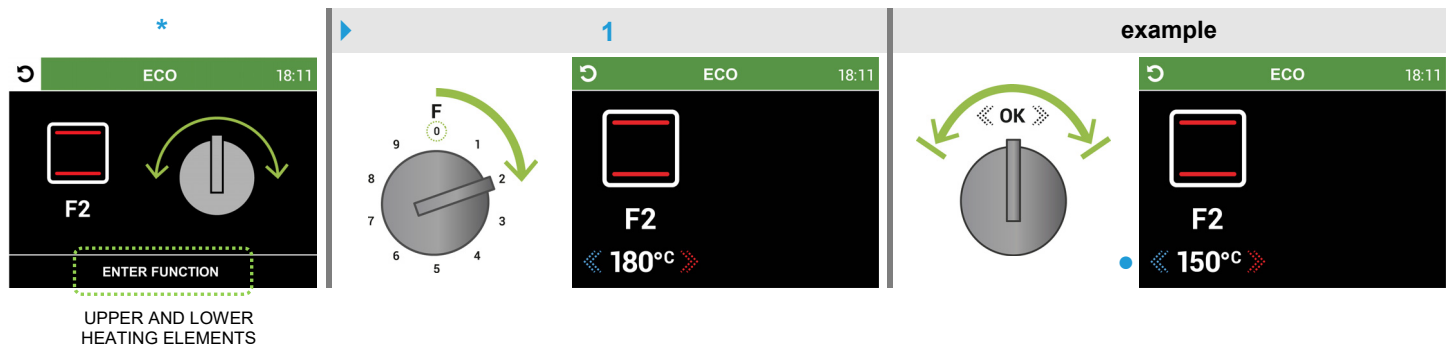 *
1
example
ECO 18:11
F2
ENTER FUNCTION
UPPER AND LOWER
HEATING ELEMENTS
F
0
1
2
3
4
5
6
7
8
9
ECO 18:11
F2
180°C
OK
ECO 18:11
F2
150°C